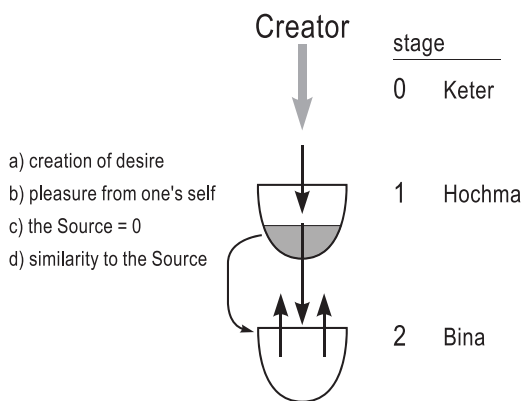 Creator
stage
0 Keter
a) creation of desire
b) pleasure from one's self
c) the Source = 0
d) similarity to the Source
1 Hochma
2 Bina